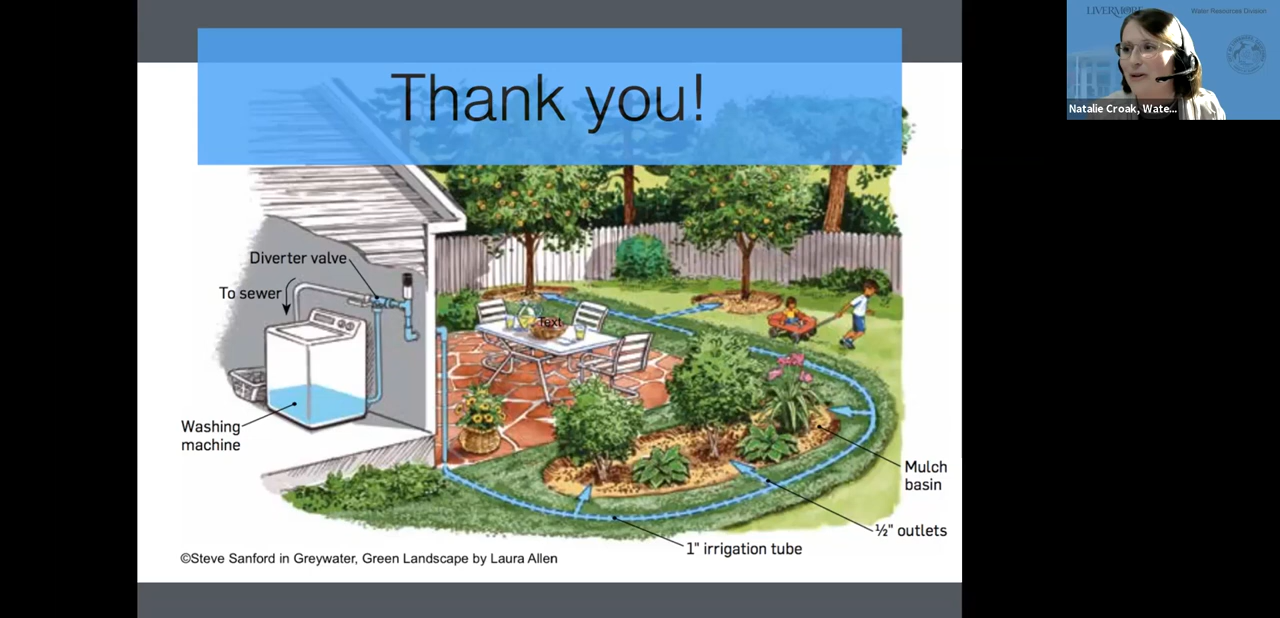 Thank you!
LIVERMORE
Water Resources Division
Natalie Croak, Wate...
Diverter valve
To sewer
Text
Washing
machine
Mulch
basin
½" outlets
1" irrigation tube
©Steve Sanford in Greywater, Green Landscape by Laura Allen